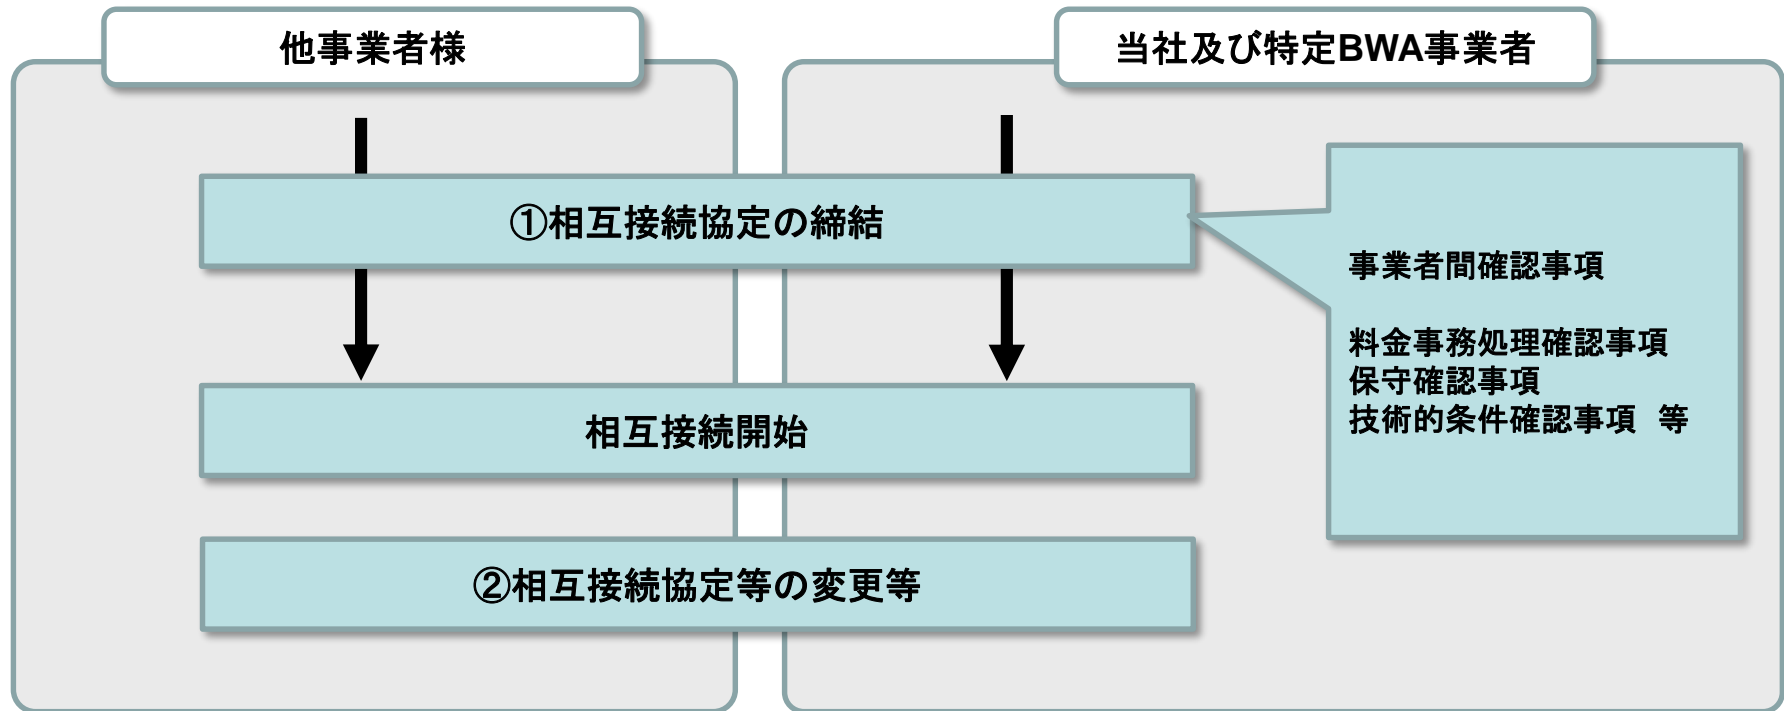 他事業者様
当社及び特定BWA事業者
①相互接続協定の締結
事業者間確認事項
料金事務処理確認事項
保守確認事項
技術的条件確認事項　等
相互接続開始
②相互接続協定等の変更等